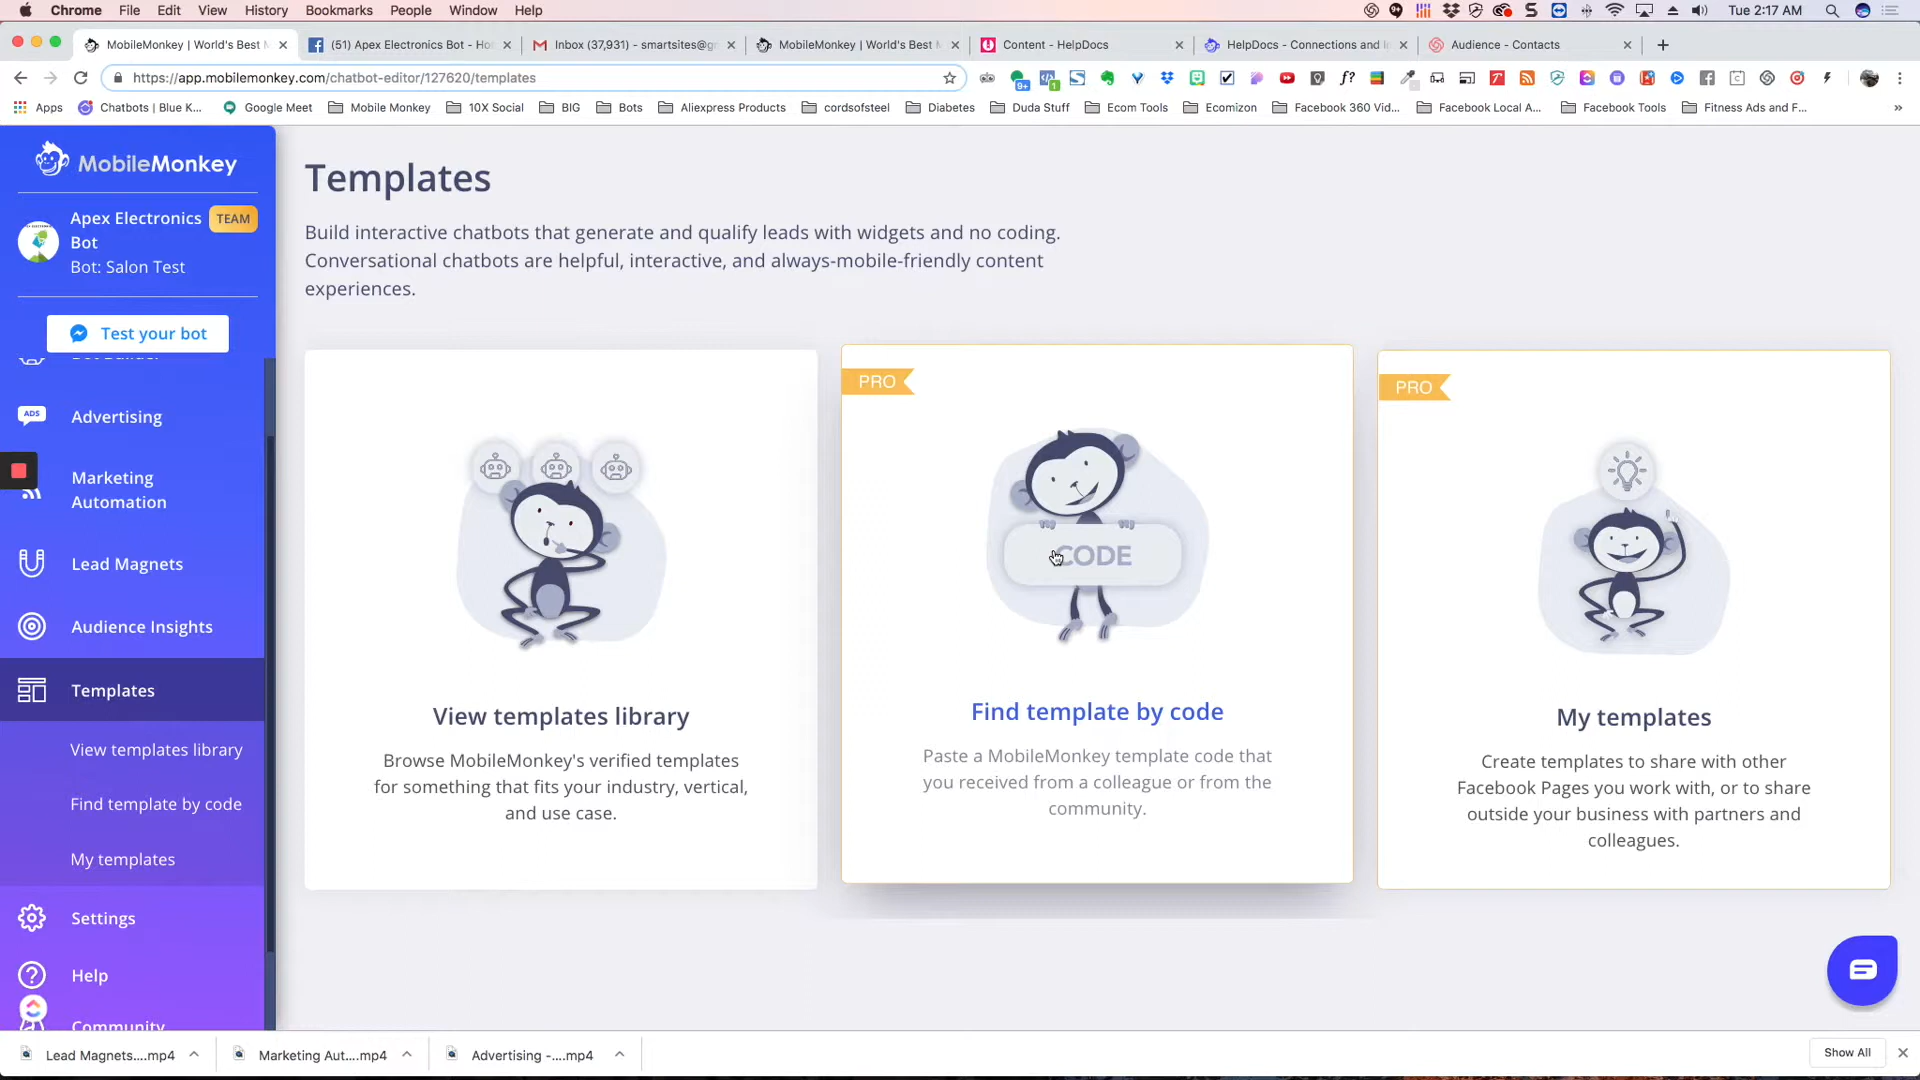 Chrome File Edit View History Bookmarks People Window Help Tue 2:17 AM
MobileMonkey | World's Best M (51) Apex Electronics Bot - Ho Inbox (37,931) - smartsites@g MobileMonkey | World's Best M Content - HelpDocs HelpDocs - Connections and I Audience - Contacts
https://app.mobilemonkey.com/chatbot-editor/127620/templates
Apps Chatbots | Blue K... Google Meet Mobile Monkey 10X Social BIG Bots Aliexpress Products cordsofsteel Diabetes Duda Stuff Ecom Tools Ecomizon Facebook 360 Vid... Facebook Local A... Facebook Tools Fitness Ads and F...
MobileMonkey
Apex Electronics
Bot
TEAM
Bot: Salon Test
Test your bot
Bot Builder
ADS
Advertising
Marketing
Automation
Lead Magnets
Audience Insights
Templates
View templates library
Find template by code
My templates
Settings
Help
Community
Templates
Build interactive chatbots that generate and qualify leads with widgets and no coding.
Conversational chatbots are helpful, interactive, and always-mobile-friendly content
experiences.
View templates library
Browse MobileMonkey's verified templates
for something that fits your industry, vertical,
and use case.
PRO
CODE
Find template by code
Paste a MobileMonkey template code that
you received from a colleague or from the
community.
PRO
My templates
Create templates to share with other
Facebook Pages you work with, or to share
outside your business with partners and
colleagues.
Lead Magnets....mp4 Marketing Aut....mp4 Advertising -....mp4 Show All